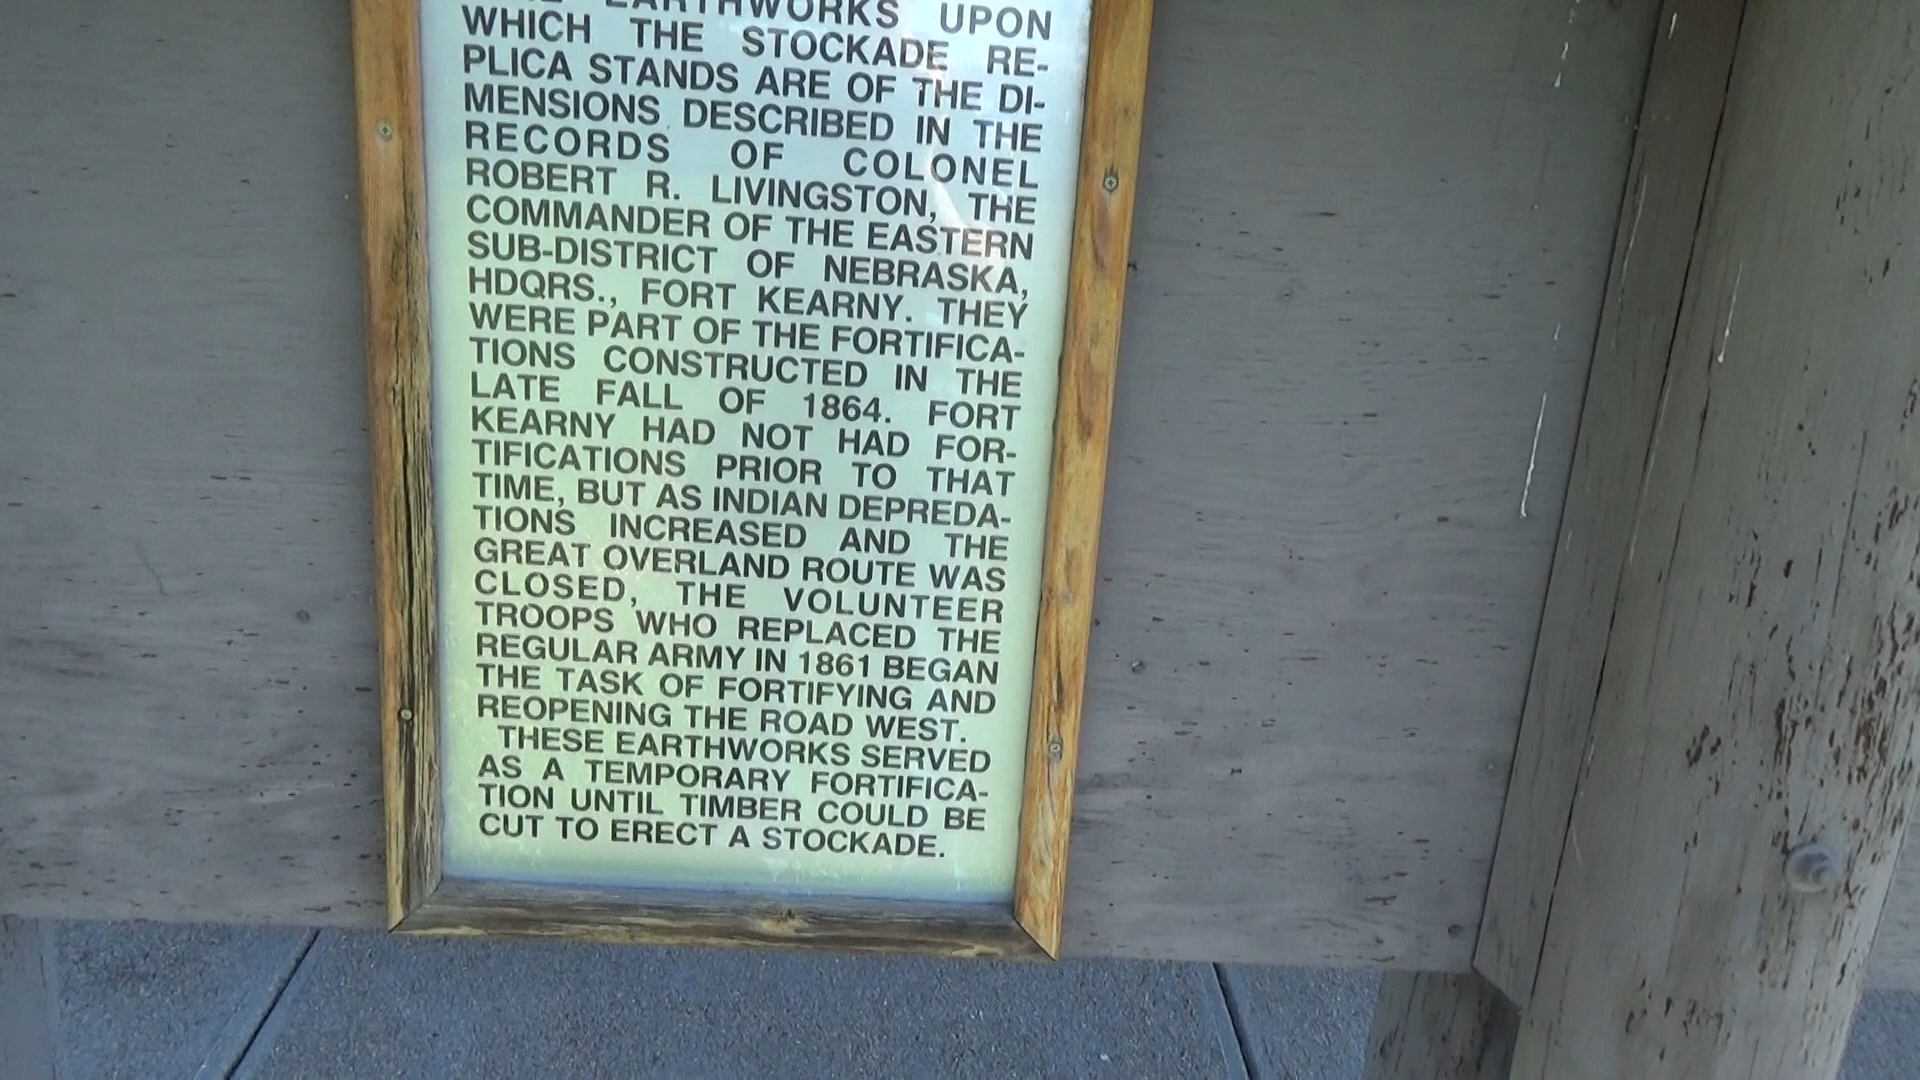 EARTHWORKS UPON
WHICH THE STOCKADE RE-
PLICA STANDS ARE OF THE DI-
MENSIONS DESCRIBED IN THE
RECORDS OF COLONEL
ROBERT R. LIVINGSTON, THE
COMMANDER OF THE EASTERN
SUB-DISTRICT OF NEBRASKA,
HDQRS., FORT KEARNY. THEY
WERE PART OF THE FORTIFICA-
TIONS CONSTRUCTED IN THE
LATE FALL OF 1864. FORT
KEARNY HAD NOT HAD FOR-
TIFICATIONS PRIOR TO THAT
TIME, BUT AS INDIAN DEPREDA-
TIONS INCREASED AND THE
GREAT OVERLAND ROUTE WAS
CLOSED, THE VOLUNTEER
TROOPS WHO REPLACED THE
REGULAR ARMY IN 1861 BEGAN
THE TASK OF FORTIFYING AND
REOPENING THE ROAD WEST.
THESE EARTHWORKS SERVED
AS A TEMPORARY FORTIFICA-
TION UNTIL TIMBER COULD BE
CUT TO ERECT A STOCKADE.